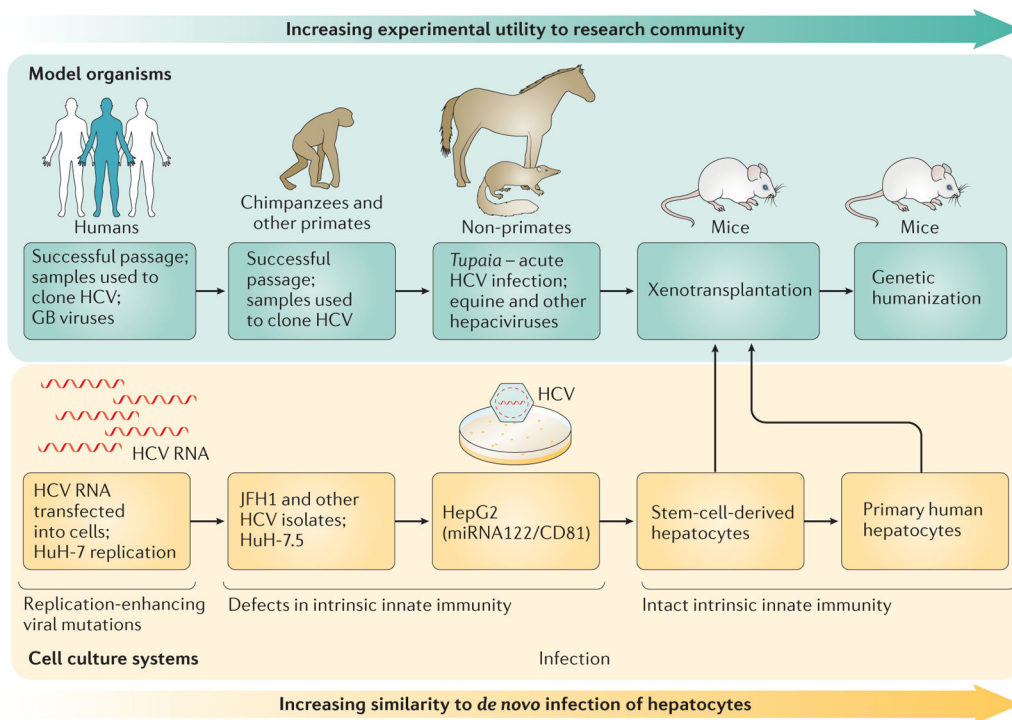 Increasing experimental utility to research community
Model organisms
Humans
Chimpanzees and
other primates
Non-primates
Mice
Mice
Successful passage;
samples used to
clone HCV;
GB viruses
Successful
passage;
samples used
to clone HCV
Tupaia – acute
HCV infection;
equine and other
hepaciviruses
Xenotransplantation
Genetic
humanization
HCV RNA
HCV
HCV RNA
transfected
into cells;
HuH-7 replication
JFH1 and other
HCV isolates;
HuH-7.5
HepG2
(miRNA122/CD81)
Stem-cell-derived
hepatocytes
Primary human
hepatocytes
Replication-enhancing
viral mutations
Defects in intrinsic innate immunity
Intact intrinsic innate immunity
Cell culture systems
Infection
Increasing similarity to de novo infection of hepatocytes